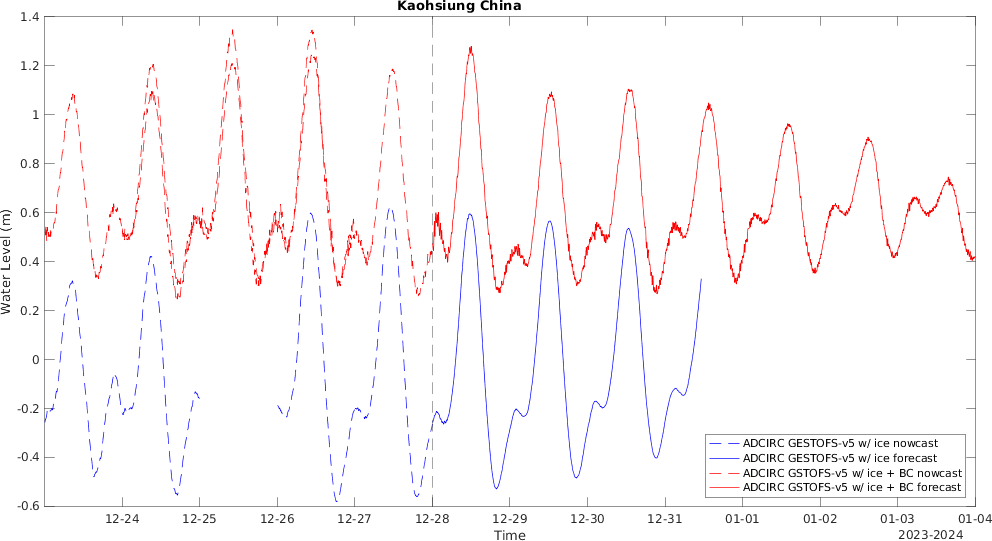 Kaohsiung China
1.4
1.2
1
0.8
0.6
0.4
0.2
0
-0.2
-0.4
-0.6
Water Level (m)
ADCIRC GESTOFS-v5 w/ ice nowcast
ADCIRC GESTOFS-v5 w/ ice forecast
ADCIRC GSTOFS-v5 w/ ice + BC nowcast
ADCIRC GSTOFS-v5 w/ ice + BC forecast
12-24 12-25 12-26 12-27 12-28 12-29 12-30 12-31 01-01 01-02 01-03 01-04
Time
2023-2024